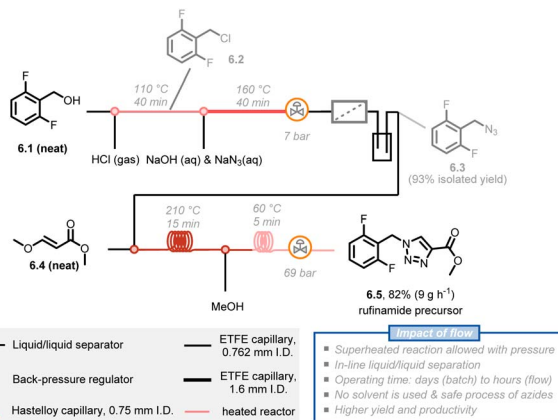 F
Cl
F
6.2
F
OH
F
110 °C
40 min
160 °C
40 min
7 bar
F
N₃
F
6.1 (neat)
HCl (gas)
NaOH (aq) & NaN₃(aq)
6.3
(93% isolated yield)
210 °C
15 min
60 °C
5 min
O
O
O
6.4 (neat)
69 bar
MeOH
F
F
N
N=N
O
O
6.5, 82% (9 g h⁻¹)
rufinamide precursor
Liquid/liquid separator
ETFE capillary,
0.762 mm I.D.
Back-pressure regulator
ETFE capillary,
1.6 mm I.D.
Hastelloy capillary, 0.75 mm I.D.
heated reactor
Impact of flow
▪ Superheated reaction allowed with pressure
▪ In-line liquid/liquid separation
▪ Operating time: days (batch) to hours (flow)
▪ No solvent is used & safe process of azides
▪ Higher yield and productivity